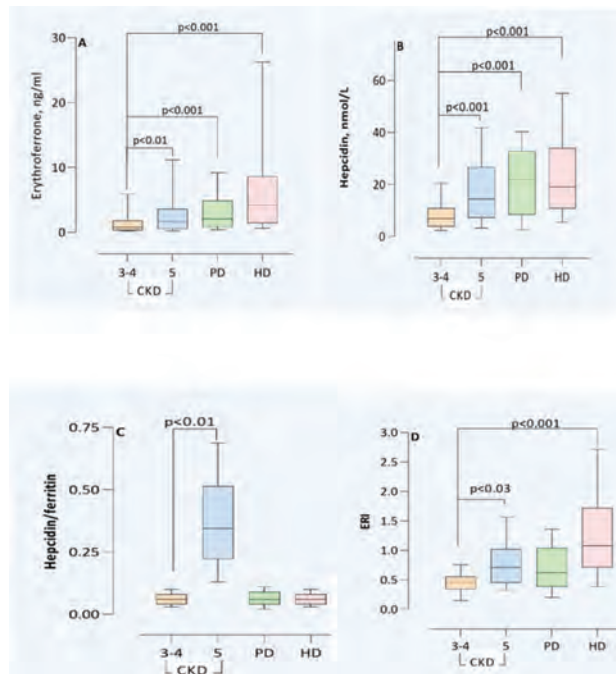 A
p<0.001
Erythroferrone, ng/ml
30
20
10
0
p<0.001
p<0.01
3-4 5 PD HD
CKD
B
p<0.001
Hepcidin, nmol/L
60
40
20
0
p<0.001
p<0.001
3-4 5 PD HD
CKD
C
p<0.01
Hepcidin/ferritin
0.75
0.50
0.25
0.00
3-4 5 PD HD
CKD
D
p<0.001
ERI
3.0
2.5
2.0
1.5
1.0
0.5
0.0
p<0.03
3-4 5 PD HD
CKD